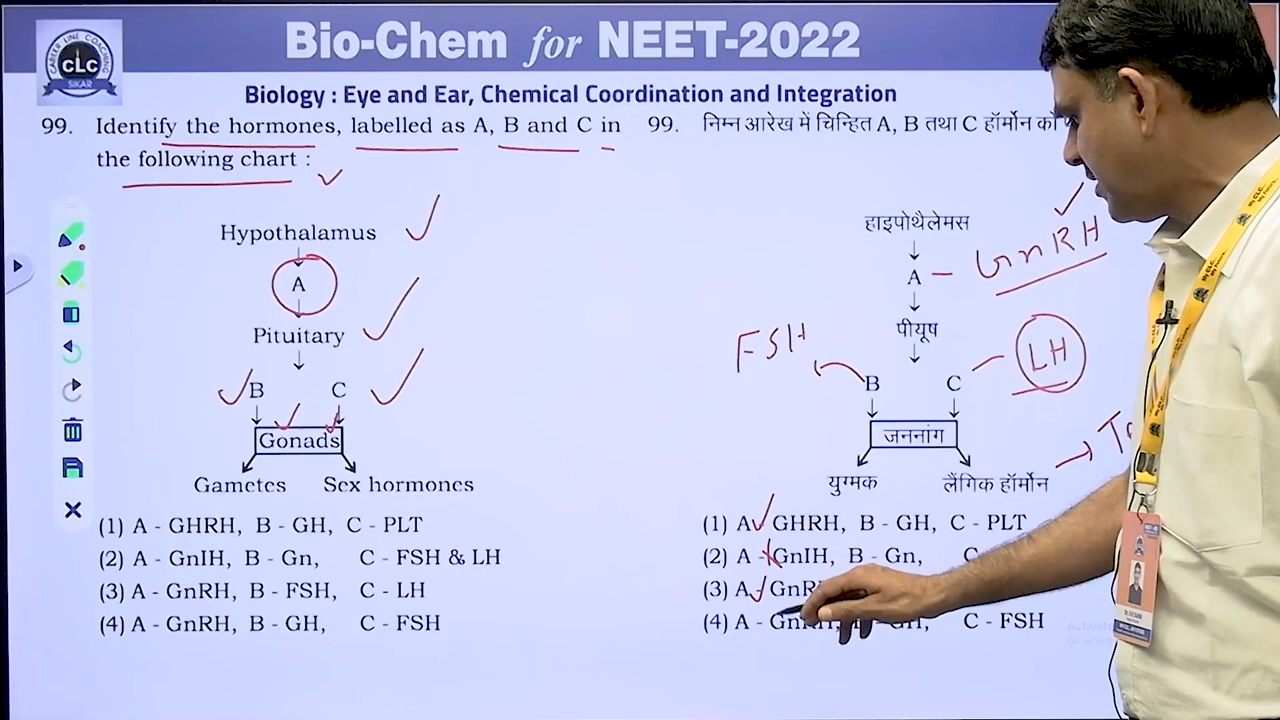 Bio-Chem for NEET-2022
CAREER LINE COACHING
CLC
SIKAR
Biology : Eye and Ear, Chemical Coordination and Integration
99. Identify the hormones, labelled as A, B and C in
the following chart :
Hypothalamus
A
Pituitary
B C
Gonads
Gametes Sex hormones
(1) A - GHRH, B - GH, C - PLT
(2) A - GnIH, B - Gn, C - FSH & LH
(3) A - GnRH, B - FSH, C - LH
(4) A - GnRH, B - GH, C - FSH
99. निम्न आरेख में चिन्हित A, B तथा C हॉर्मोन को
हाइपोथैलेमस
A - GnRH
पीयूष
FSH
B C
LH
जननांग
युग्मक लैंगिक हॉर्मोन
(1) A GHRH, B - GH, C - PLT
(2) A - GnIH, B - Gn, C
(3) A
(4) A - C - FSH